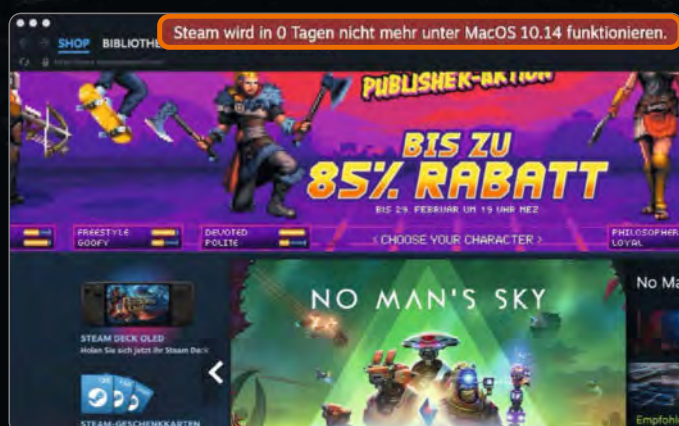 Steam wird in 0 Tagen nicht mehr unter MacOS 10.14 funktionieren.
SHOP BIBLIOTHE
PUBLISHER-AKTION
BIS ZU
85% RABATT
BIS 29. FEBRUAR UM 19 UHR MEZ
FREESTYLE
GOOFY
DEVOTED
POLITE
< CHOOSE YOUR CHARACTER >
PHILOSOPHER
LOYAL
NO MAN'S SKY
No Ma
STEAM DECK OLED
Holen Sie sich jetzt Ihr Steam Deck
STEAM-GESCHENKKARTEN
Empfohle